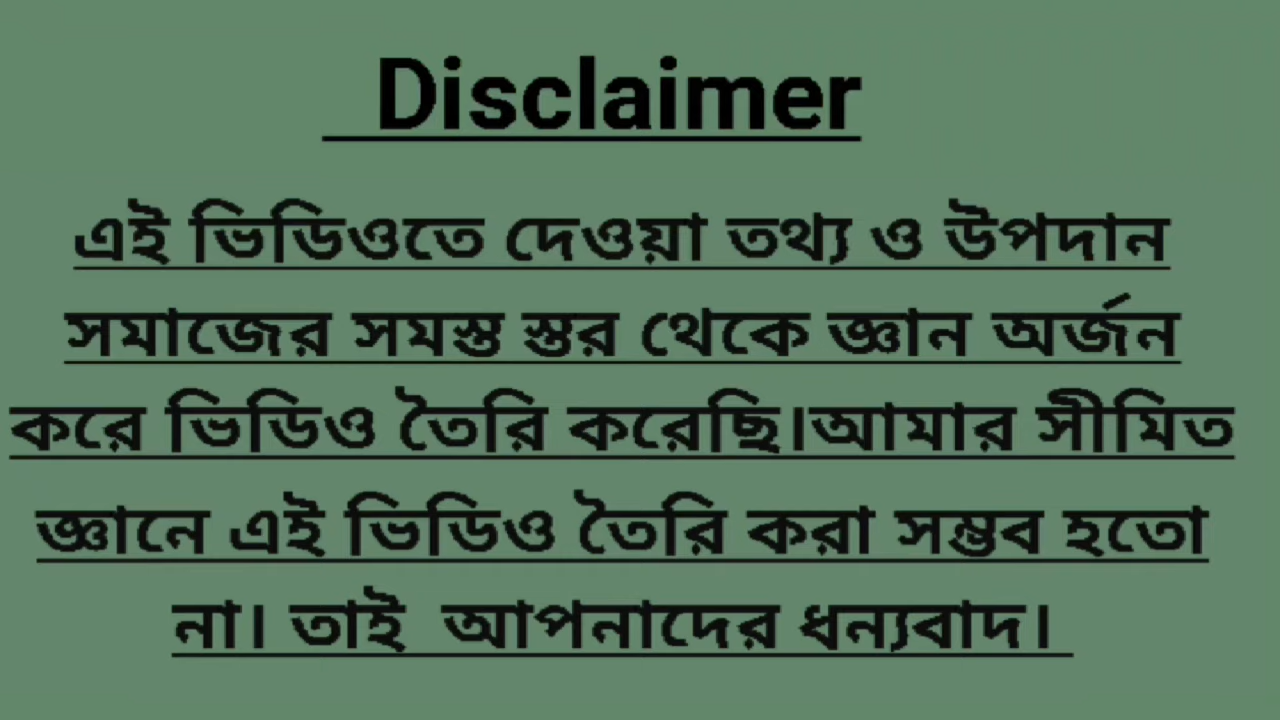 Disclaimer
এই ভিডিওতে দেওয়া তথ্য ও উপদান
সমাজের সমস্ত স্তর থেকে জ্ঞান অর্জন
করে ভিডিও তৈরি করেছি।আমার সীমিত
জ্ঞানে এই ভিডিও তৈরি করা সম্ভব হতো
না। তাই আপনাদের ধন্যবাদ।